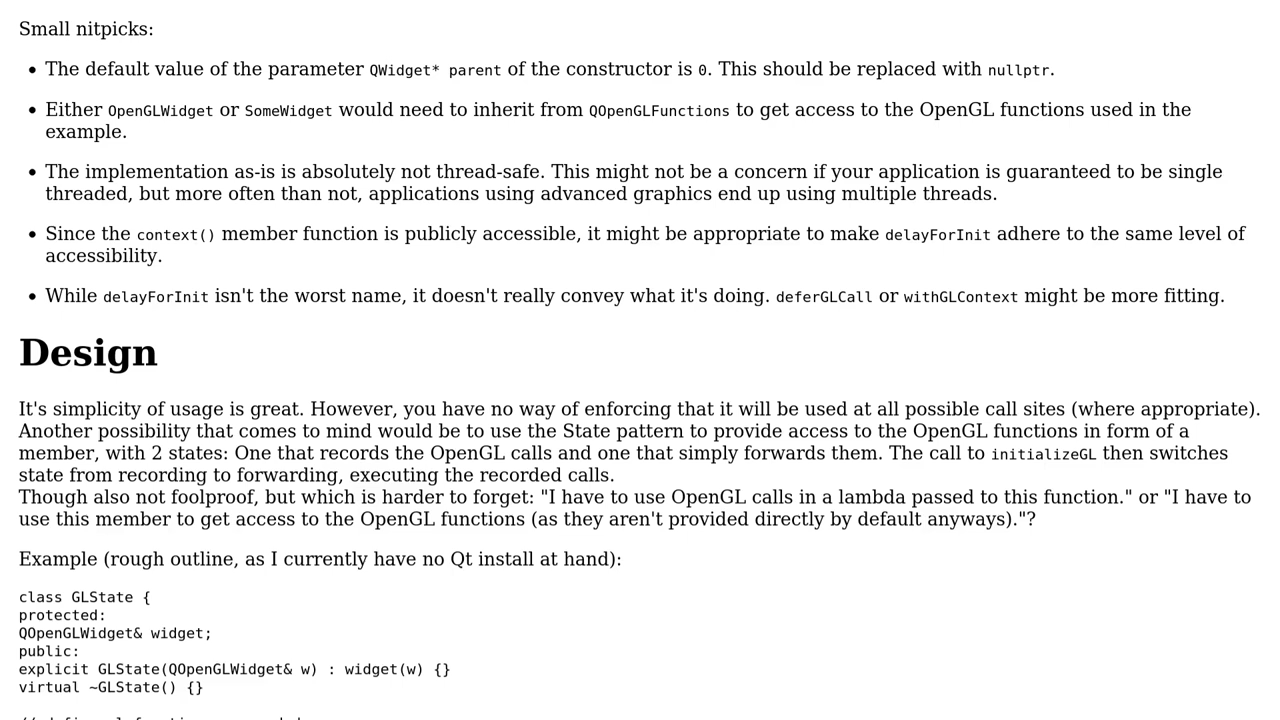 Small nitpicks:
The default value of the parameter QWidget* parent of the constructor is 0. This should be replaced with nullptr.
Either OpenGLWidget or SomeWidget would need to inherit from QOpenGLFunctions to get access to the OpenGL functions used in the
example.
The implementation as-is is absolutely not thread-safe. This might not be a concern if your application is guaranteed to be single
threaded, but more often than not, applications using advanced graphics end up using multiple threads.
Since the context() member function is publicly accessible, it might be appropriate to make delayForInit adhere to the same level of
accessibility.
While delayForInit isn't the worst name, it doesn't really convey what it's doing. deferGLCall or withGLContext might be more fitting.
Design
It's simplicity of usage is great. However, you have no way of enforcing that it will be used at all possible call sites (where appropriate).
Another possibility that comes to mind would be to use the State pattern to provide access to the OpenGL functions in form of a
member, with 2 states: One that records the OpenGL calls and one that simply forwards them. The call to initializeGL then switches
state from recording to forwarding, executing the recorded calls.
Though also not foolproof, but which is harder to forget: "I have to use OpenGL calls in a lambda passed to this function." or "I have to
use this member to get access to the OpenGL functions (as they aren't provided directly by default anyways)."?
Example (rough outline, as I currently have no Qt install at hand):
class GLState {
protected:
QOpenGLWidget& widget;
public:
explicit GLState(QOpenGLWidget& w) : widget(w) {}
virtual ~GLState() {}